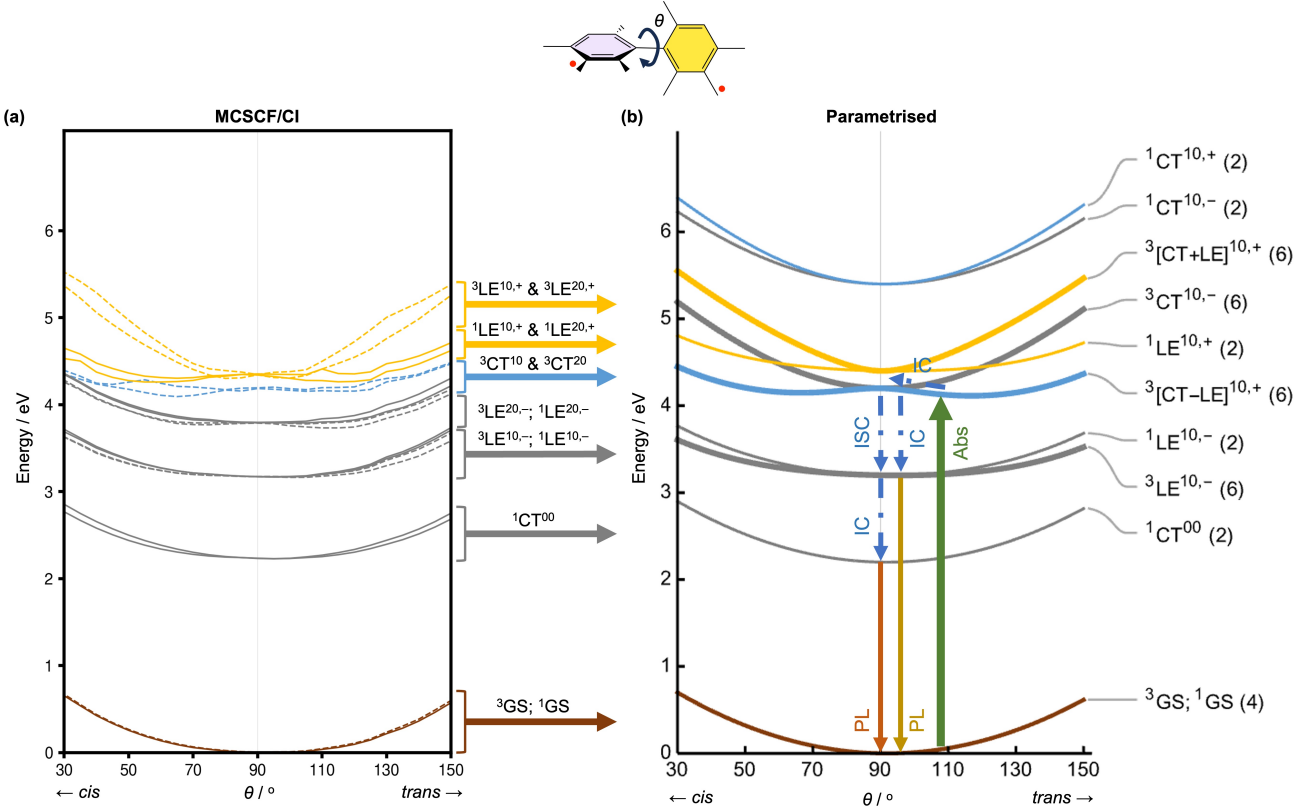 θ
(a)
MCSCF/CI
(b)
Parametrised
Energy / eV
6
5
4
3
2
1
0
30
50
70
90
110
130
150
← cis
θ / º
trans →
³LE¹⁰,⁺ & ³LE²⁰,⁺
¹LE¹⁰,⁺ & ¹LE²⁰,⁺
³CT¹⁰ & ³CT²⁰
³LE²⁰,⁻; ¹LE²⁰,⁻
³LE¹⁰,⁻; ¹LE¹⁰,⁻
¹CT⁰⁰
³GS; ¹GS
Energy / eV
6
5
4
3
2
1
0
30
50
70
90
110
130
150
← cis
θ / º
trans →
IC
ISC
IC
Abs
IC
PL
PL
¹CT¹⁰,⁺ (2)
¹CT¹⁰,⁻ (2)
³[CT+LE]¹⁰,⁺ (6)
³CT¹⁰,⁻ (6)
¹LE¹⁰,⁺ (2)
³[CT−LE]¹⁰,⁺ (6)
¹LE¹⁰,⁻ (2)
³LE¹⁰,⁻ (6)
¹CT⁰⁰ (2)
³GS; ¹GS (4)